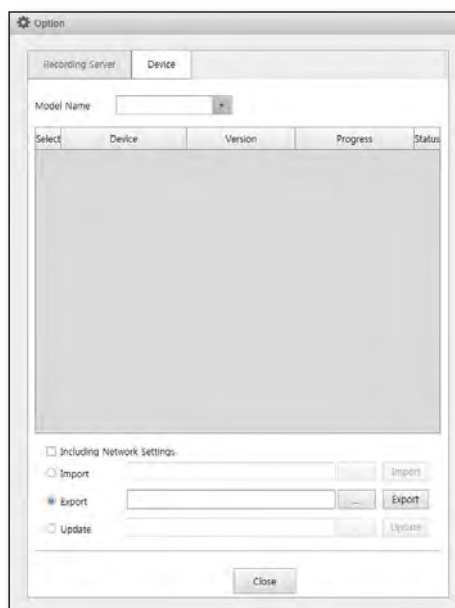 Option
Recording Server Device
Model Name
Select Device Version Progress Status
Including Network Settings
Import Import
Export ... Export
Update Update
Close